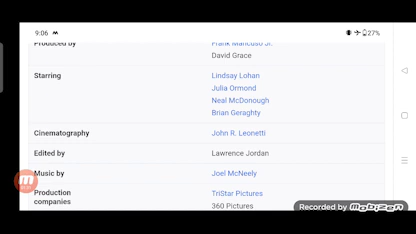 9:06
27%
Produced by Frank Mancuso Jr.
David Grace
Starring Lindsay Lohan
Julia Ormond
Neal McDonough
Brian Geraghty
Cinematography John R. Leonetti
Edited by Lawrence Jordan
Music by Joel McNeely
Production companies TriStar Pictures
360 Pictures
Recorded by Mobizen